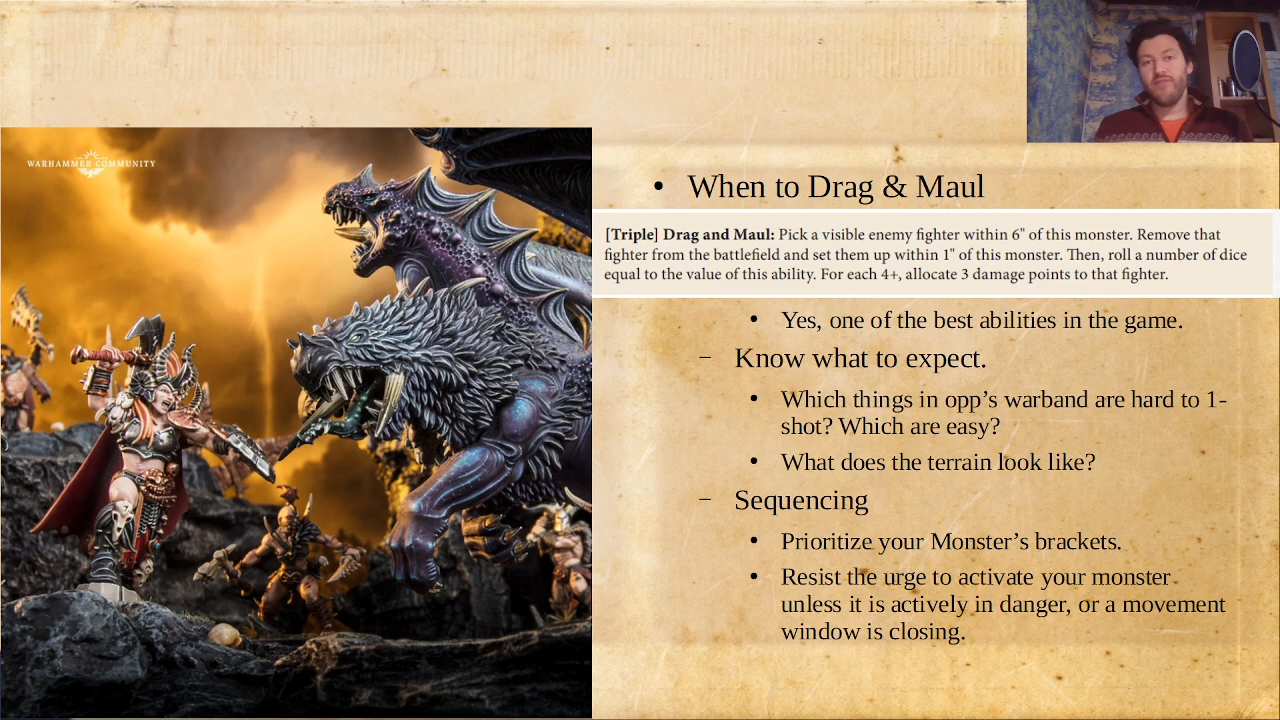 WARHAMMER COMMUNITY
• When to Drag & Maul
[Triple] Drag and Maul: Pick a visible enemy fighter within 6" of this monster. Remove that
fighter from the battlefield and set them up within 1" of this monster. Then, roll a number of dice
equal to the value of this ability. For each 4+, allocate 3 damage points to that fighter.
• Yes, one of the best abilities in the game.
– Know what to expect.
• Which things in opp’s warband are hard to 1-
shot? Which are easy?
• What does the terrain look like?
– Sequencing
• Prioritize your Monster’s brackets.
• Resist the urge to activate your monster
unless it is actively in danger, or a movement
window is closing.